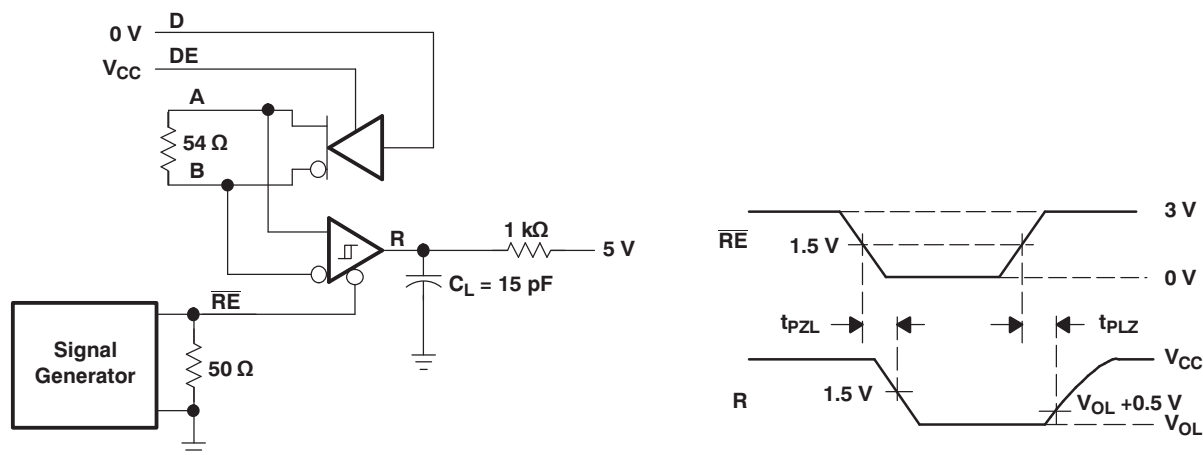 0 V
D
VCC
DE
A
54 Ω
B
R
1 kΩ
5 V
CL = 15 pF
RE
Signal
Generator
50 Ω
3 V
RE
1.5 V
0 V
tPZL
tPLZ
VCC
1.5 V
R
VOL +0.5 V
VOL